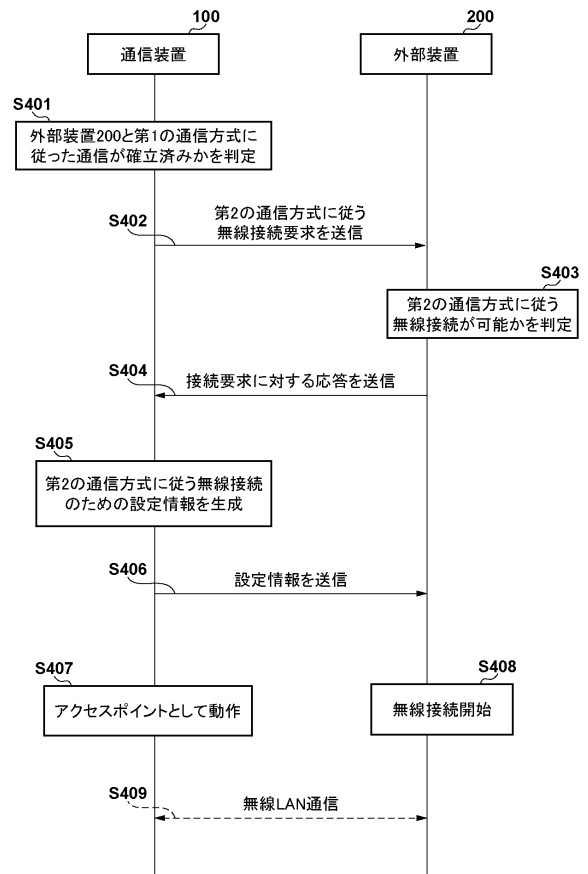 100
200
通信装置
外部装置
S401
外部装置200と第1の通信方式に
従った通信が確立済みかを判定
S402
第2の通信方式に従う
無線接続要求を送信
S403
第2の通信方式に従う
無線接続が可能かを判定
S404
接続要求に対する応答を送信
S405
第2の通信方式に従う無線接続
のための設定情報を生成
S406
設定情報を送信
S407
アクセスポイントとして動作
S408
無線接続開始
S409
無線LAN通信